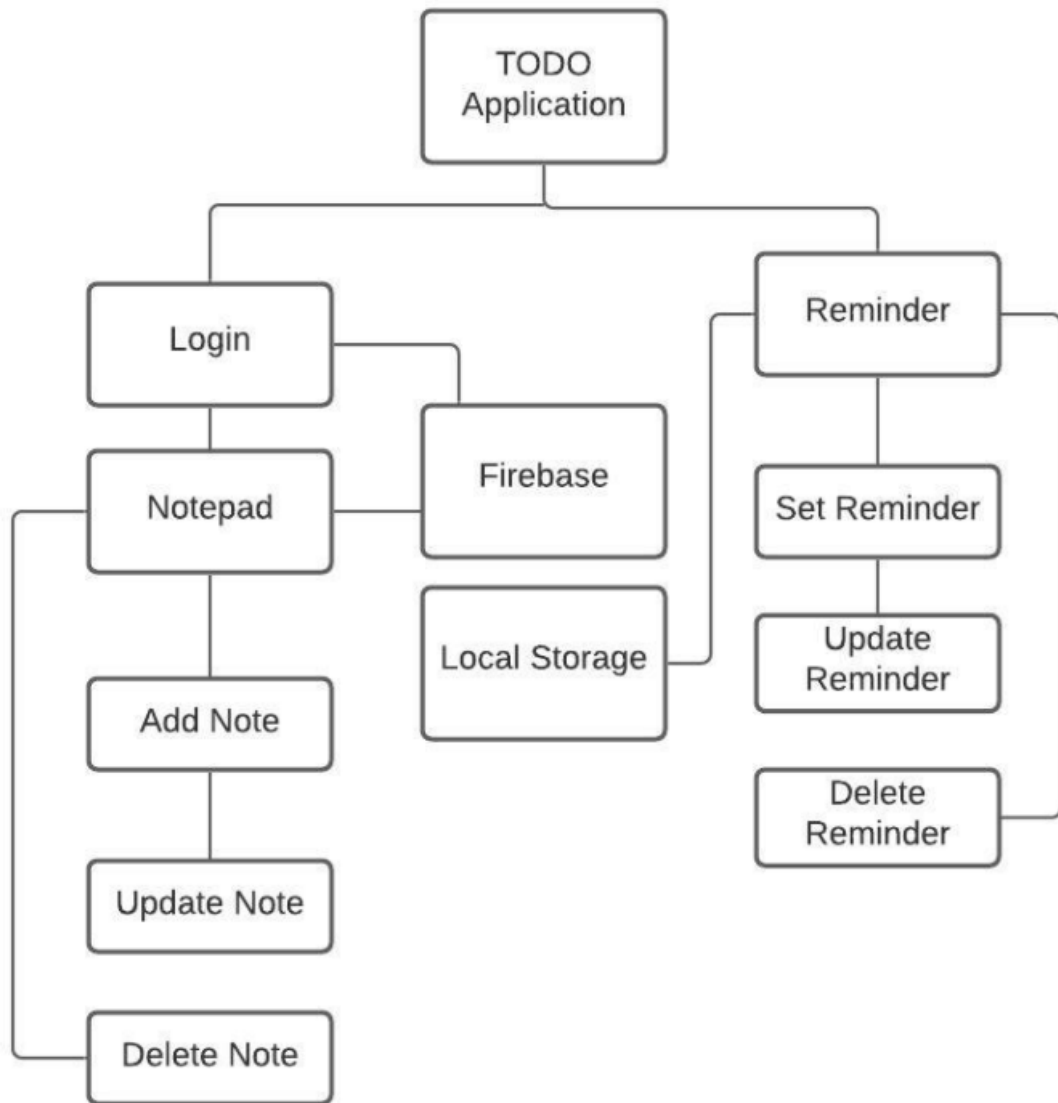 TODO
Application
Login
Reminder
Firebase
Notepad
Set Reminder
Local Storage
Update
Reminder
Add Note
Delete
Reminder
Update Note
Delete Note